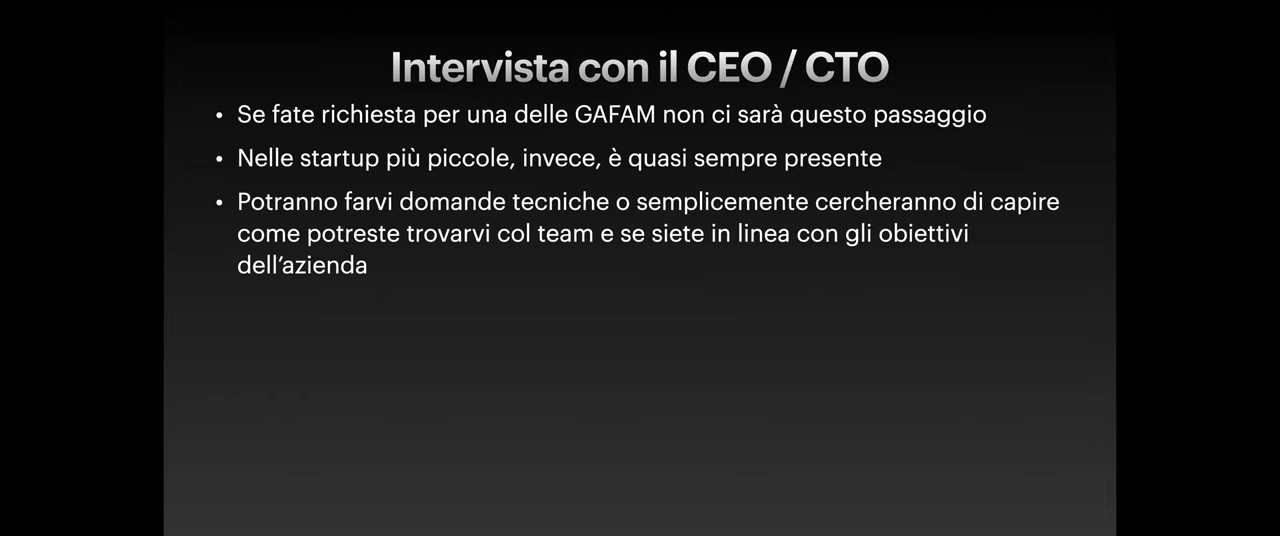 Intervista con il CEO / CTO
• Se fate richiesta per una delle GAFAM non ci sarà questo passaggio
• Nelle startup più piccole, invece, è quasi sempre presente
• Potranno farvi domande tecniche o semplicemente cercheranno di capire
come potreste trovarvi col team e se siete in linea con gli obiettivi
dell’azienda